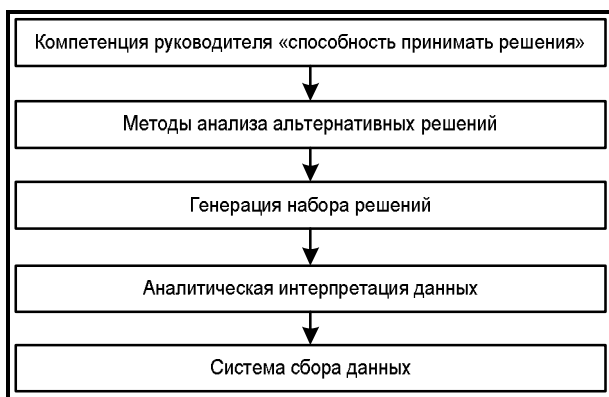 Компетенция руководителя «способность принимать решения»
Методы анализа альтернативных решений
Генерация набора решений
Аналитическая интерпретация данных
Система сбора данных